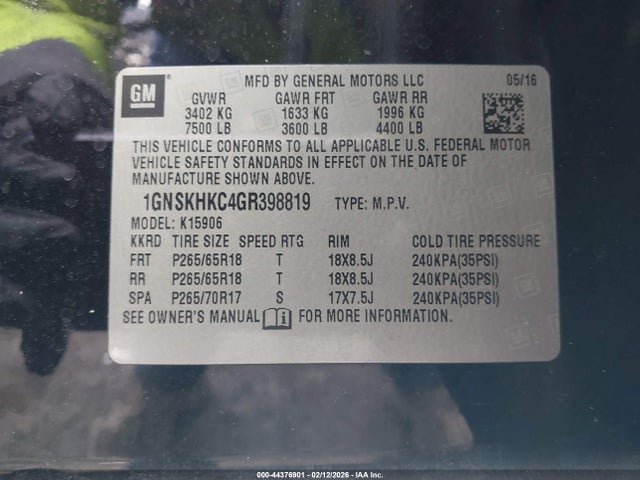 GM ® MFD BY GENERAL MOTORS LLC 05/16
GVWR GAWR FRT GAWR RR
3402 KG 1633 KG 1996 KG
7500 LB 3600 LB 4400 LB
THIS VEHICLE CONFORMS TO ALL APPLICABLE U.S. FEDERAL MOTOR
VEHICLE SAFETY STANDARDS IN EFFECT ON THE DATE OF
MANUFACTURE SHOWN ABOVE.
1GNSKHKC4GR398819 TYPE: M.P.V.
MODEL: K15906
KKRD TIRE SIZE SPEED RTG RIM COLD TIRE PRESSURE
FRT P265/65R18 T 18X8.5J 240KPA(35PSI)
RR P265/65R18 T 18X8.5J 240KPA(35PSI)
SPA P265/70R17 S 17X7.5J 240KPA(35PSI)
SEE OWNER'S MANUAL FOR MORE INFORMATION.
000-44376901 - 02/12/2026 - IAA Inc.